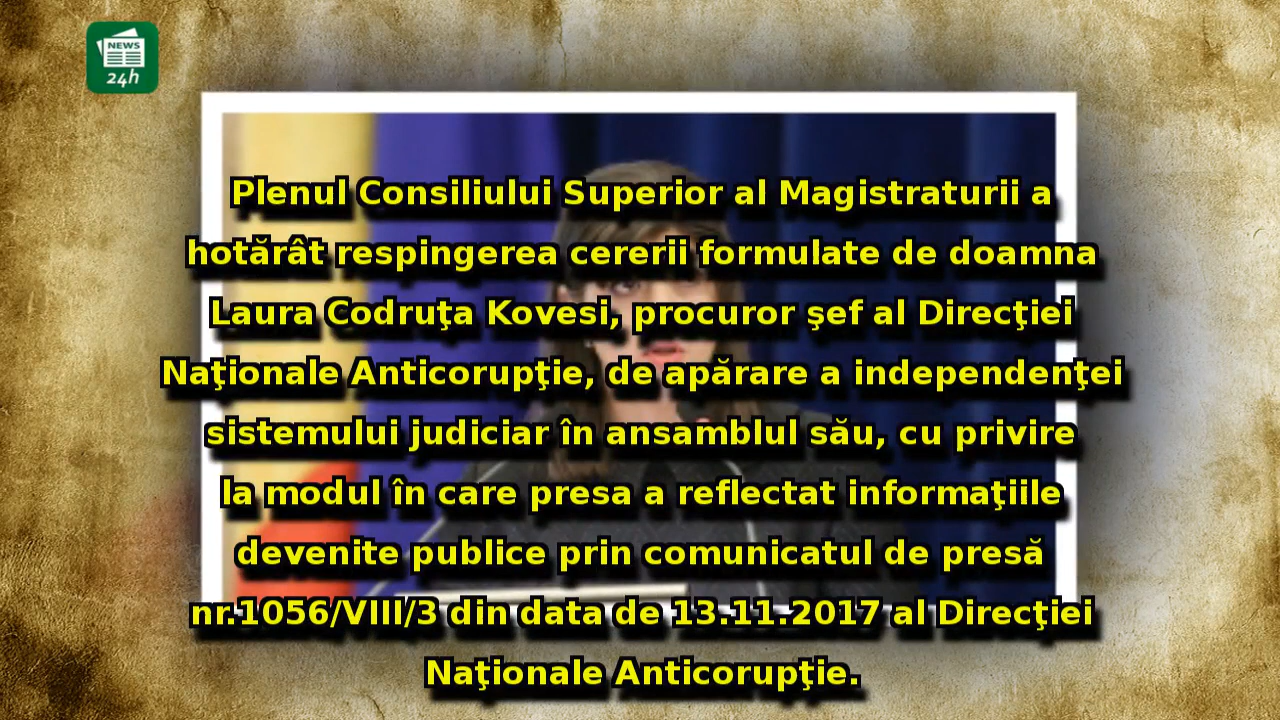 NEWS
24h
Plenul Consiliului Superior al Magistraturii a
hotărât respingerea cererii formulate de doamna
Laura Codruţa Kovesi, procuror şef al Direcţiei
Naţionale Anticorupţie, de apărare a independenţei
sistemului judiciar în ansamblul său, cu privire
la modul în care presa a reflectat informaţiile
devenite publice prin comunicatul de presă
nr.1056/VIII/3 din data de 13.11.2017 al Direcţiei
Naţionale Anticorupţie.